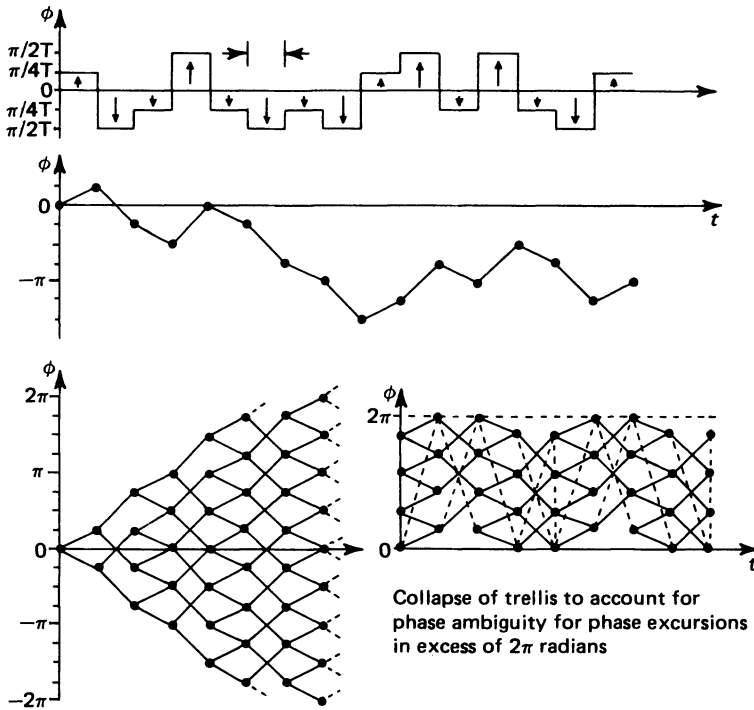 ϕ
π/2T
π/4T
0
π/4T
π/2T
ϕ
0
t
−π
ϕ
2π
π
0
−π
−2π
ϕ
2π
0
t
Collapse of trellis to account for
phase ambiguity for phase excursions
in excess of 2π radians